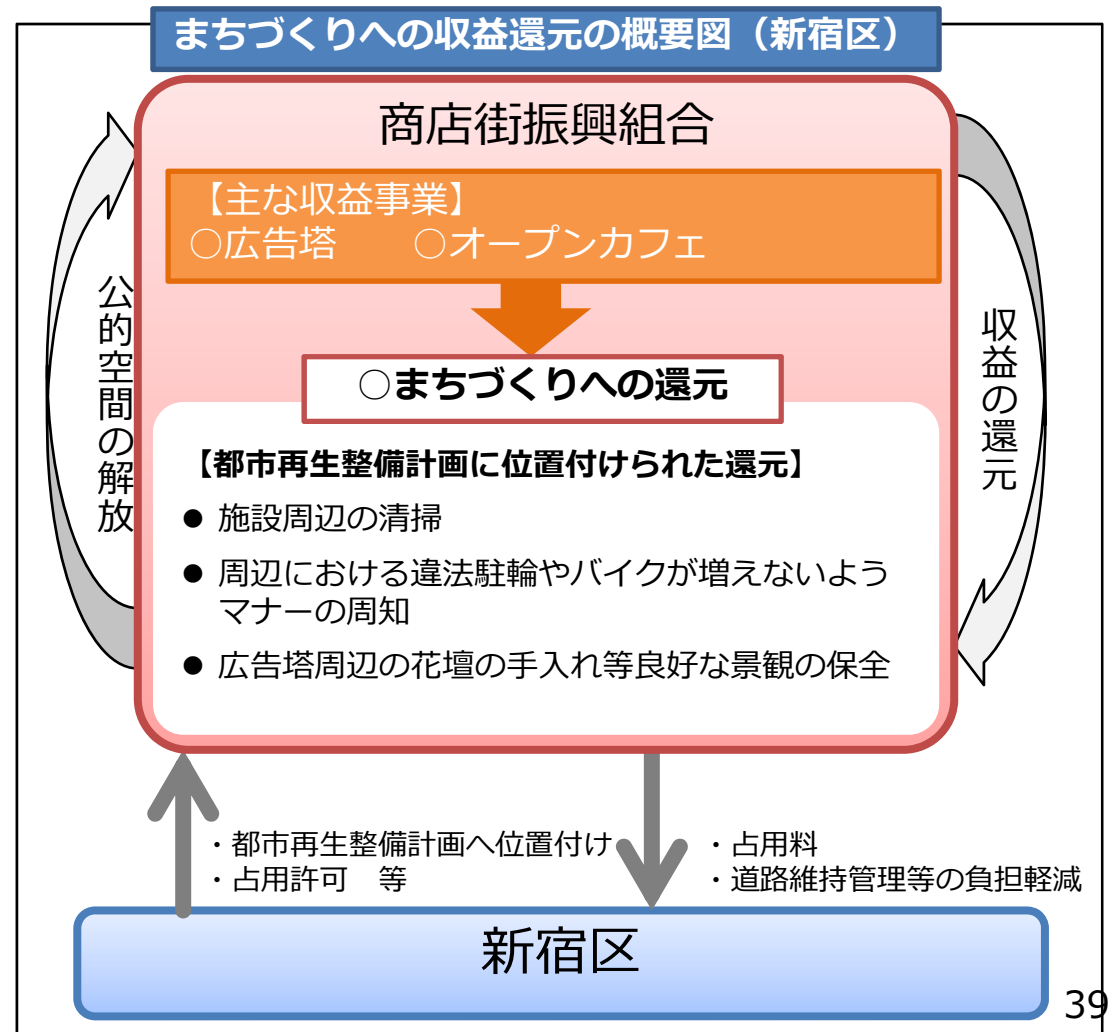 まちづくりへの収益還元の概要図（新宿区）
商店街振興組合
【主な収益事業】
○広告塔　　○オープンカフェ
○まちづくりへの還元
公的空間の解放
収益の還元
【都市再生整備計画に位置付けられた還元】
● 施設周辺の清掃
● 周辺における違法駐輪やバイクが増えないよう
マナーの周知
● 広告塔周辺の花壇の手入れ等良好な景観の保全
・都市再生整備計画へ位置付け
・占用許可　等
・占用料
・道路維持管理等の負担軽減
新宿区
39